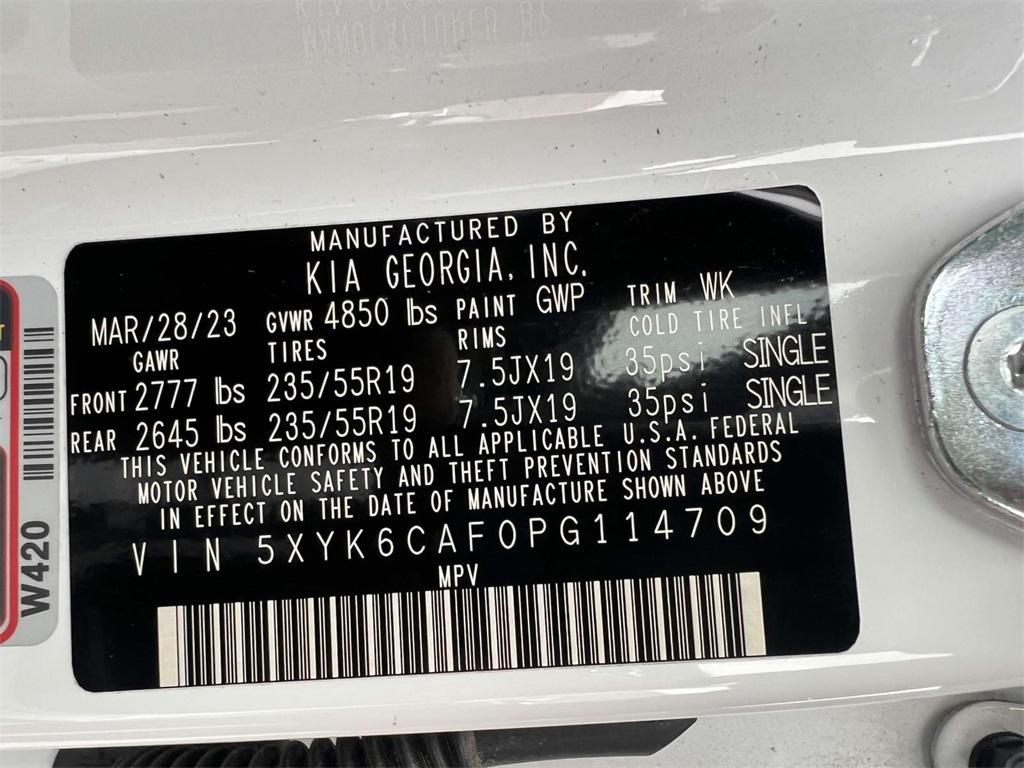 MANUFACTURED BY
KIA GEORGIA, INC.
MAR/28/23 GVWR 4850 lbs PAINT GWP TRIM WK
GAWR TIRES RIMS COLD TIRE INFL
FRONT 2777 lbs 235/55R19 7.5JX19 35psi SINGLE
REAR 2645 lbs 235/55R19 7.5JX19 35psi SINGLE
THIS VEHICLE CONFORMS TO ALL APPLICABLE U.S.A. FEDERAL
MOTOR VEHICLE SAFETY AND THEFT PREVENTION STANDARDS
IN EFFECT ON THE DATE OF MANUFACTURE SHOWN ABOVE
VIN 5XYK6CAF0PG114709
MPV
W420